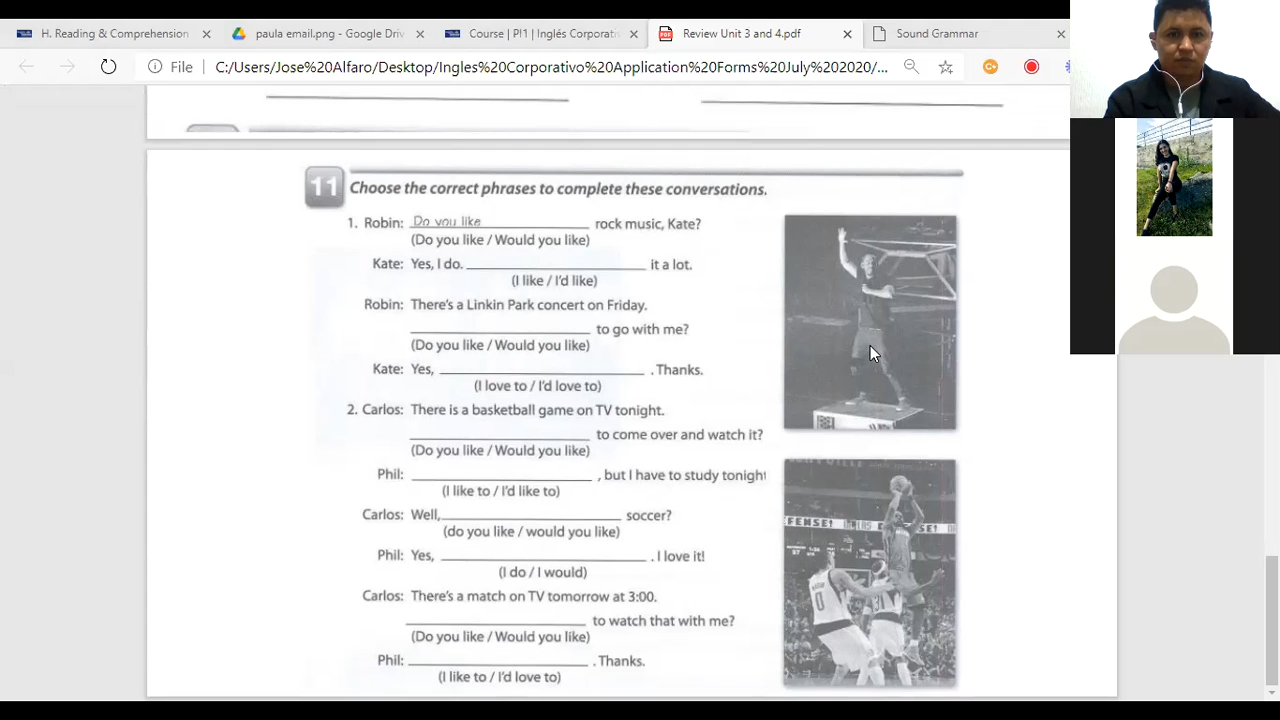 H. Reading & Comprehension
paula email.png - Google Driv
Course | PI1 | Inglés Corporati
Review Unit 3 and 4.pdf
Sound Grammar
File
C:/Users/Jose%20Alfaro/Desktop/Ingles%20Corporativo%20Application%20Forms%20July%202020/...
11 Choose the correct phrases to complete these conversations.
1. Robin: Do you like rock music, Kate?
(Do you like / Would you like)
Kate: Yes, I do. it a lot.
(I like / I'd like)
Robin: There's a Linkin Park concert on Friday.
to go with me?
(Do you like / Would you like)
Kate: Yes, . Thanks.
(I love to / I'd love to)
2. Carlos: There is a basketball game on TV tonight.
to come over and watch it?
(Do you like / Would you like)
Phil: , but I have to study tonight
(I like to / I'd like to)
Carlos: Well, soccer?
(do you like / would you like)
Phil: Yes, . I love it!
(I do / I would)
Carlos: There's a match on TV tomorrow at 3:00.
to watch that with me?
(Do you like / Would you like)
Phil: . Thanks.
(I like to / I'd love to)